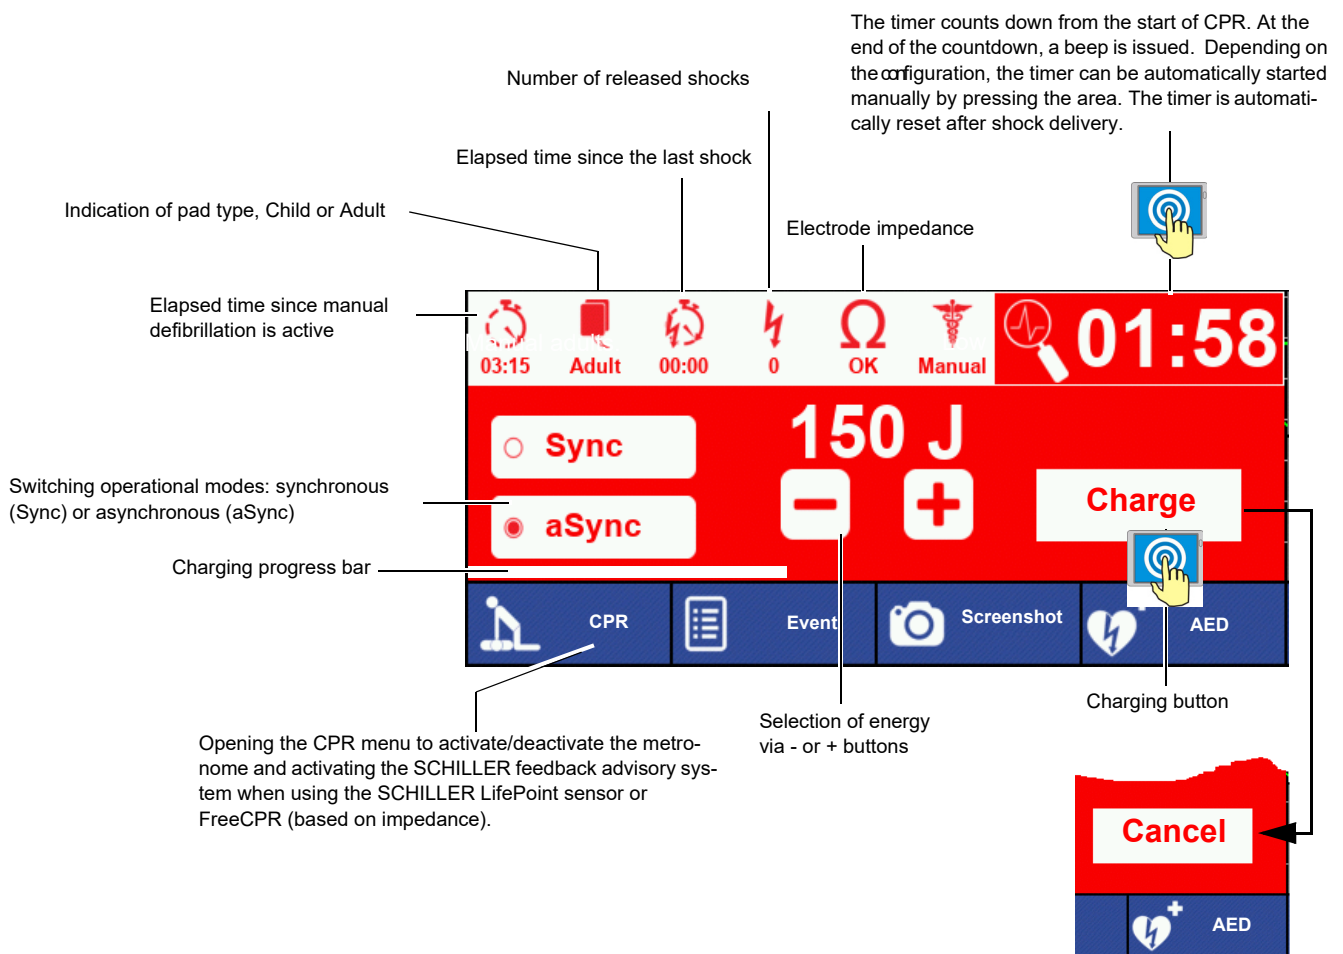 The timer counts down from the start of CPR. At the
end of the countdown, a beep is issued. Depending on
the configuration, the timer can be automatically started
manually by pressing the area. The timer is automati-
cally reset after shock delivery.
Number of released shocks
Elapsed time since the last shock
Indication of pad type, Child or Adult
Electrode impedance
Elapsed time since manual
defibrillation is active
Manual adults
03:15
Adult
00:00
0
OK
Manual
01:58
150 J
Sync
aSync
Charge
Switching operational modes: synchronous
(Sync) or asynchronous (aSync)
Charging progress bar
CPR
Event
Screenshot
AED
Charging button
Selection of energy
via - or + buttons
Opening the CPR menu to activate/deactivate the metro-
nome and activating the SCHILLER feedback advisory sys-
tem when using the SCHILLER LifePoint sensor or
FreeCPR (based on impedance).
Cancel
AED